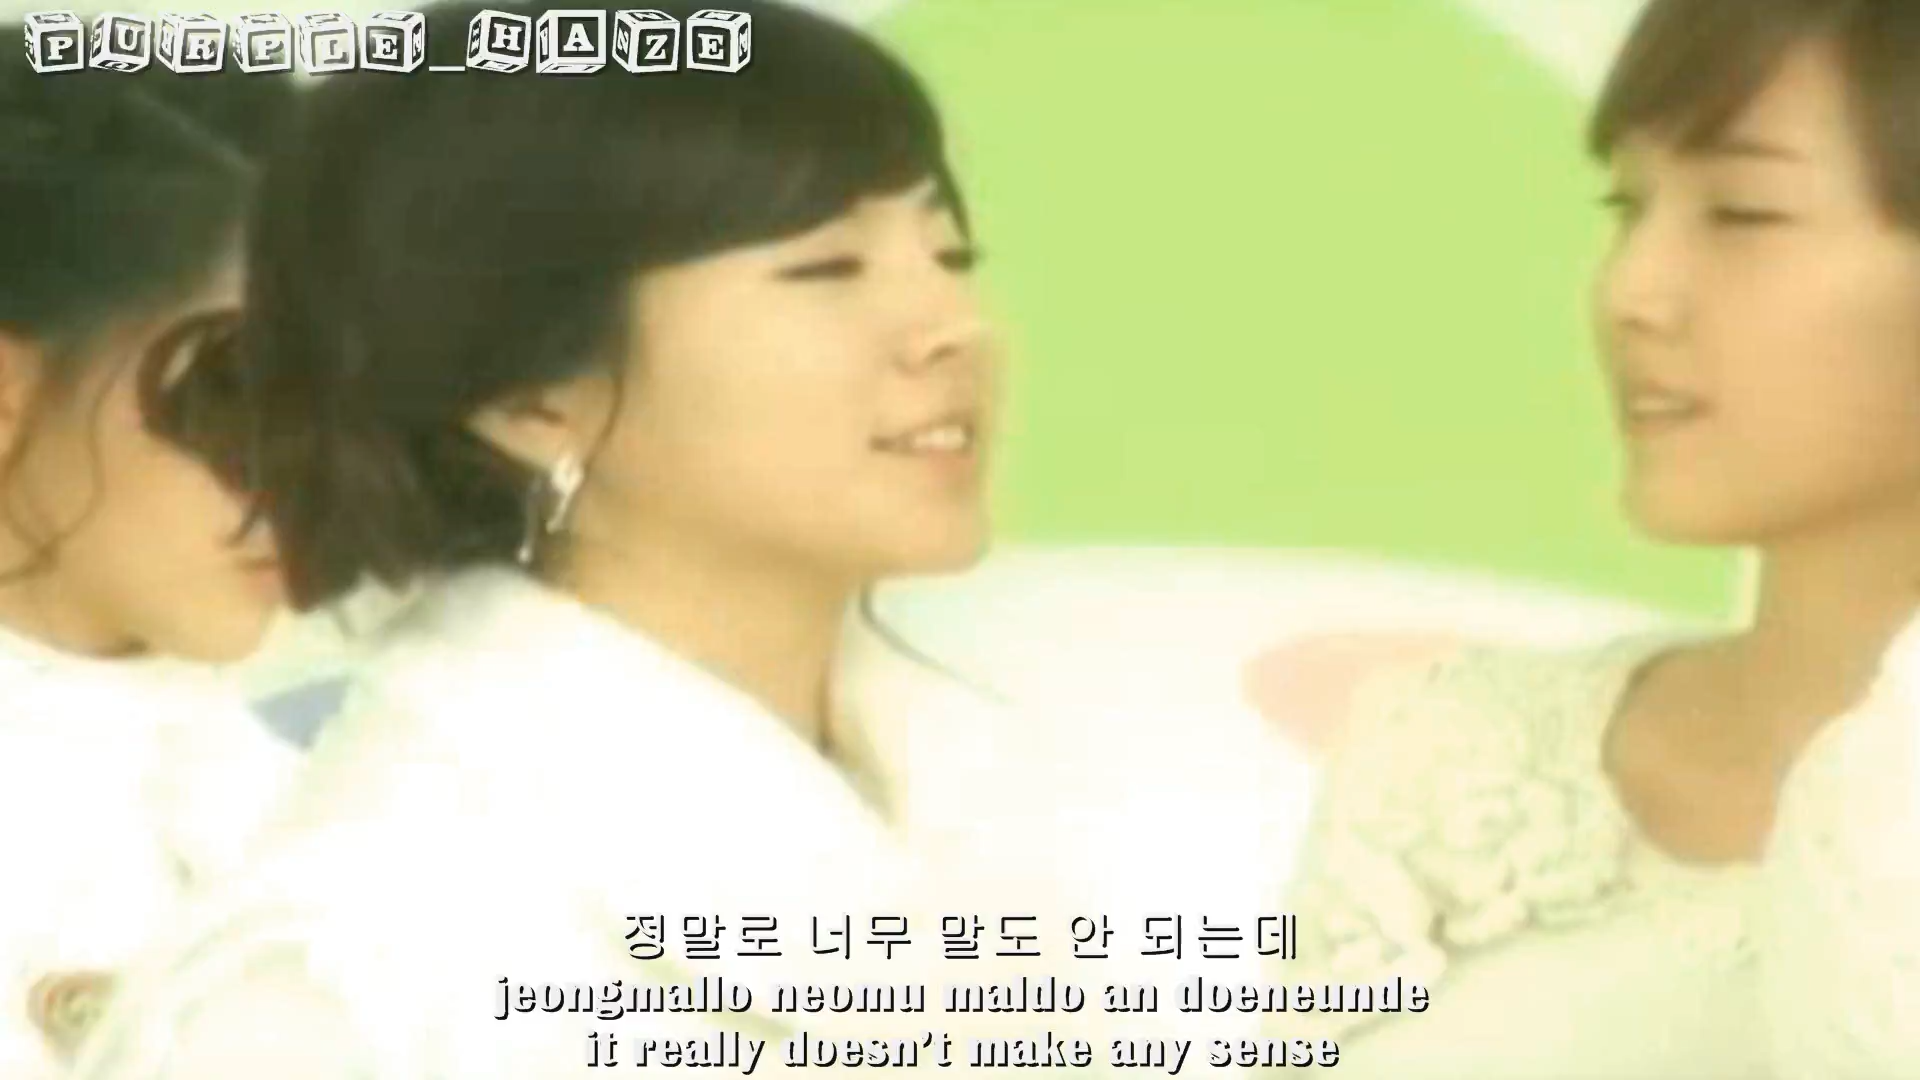 PURPLE_HAZE
정말로 너무 말도 안 되는데
jeongmallo neomu maldo an doeneunde
it really doesn't make any sense